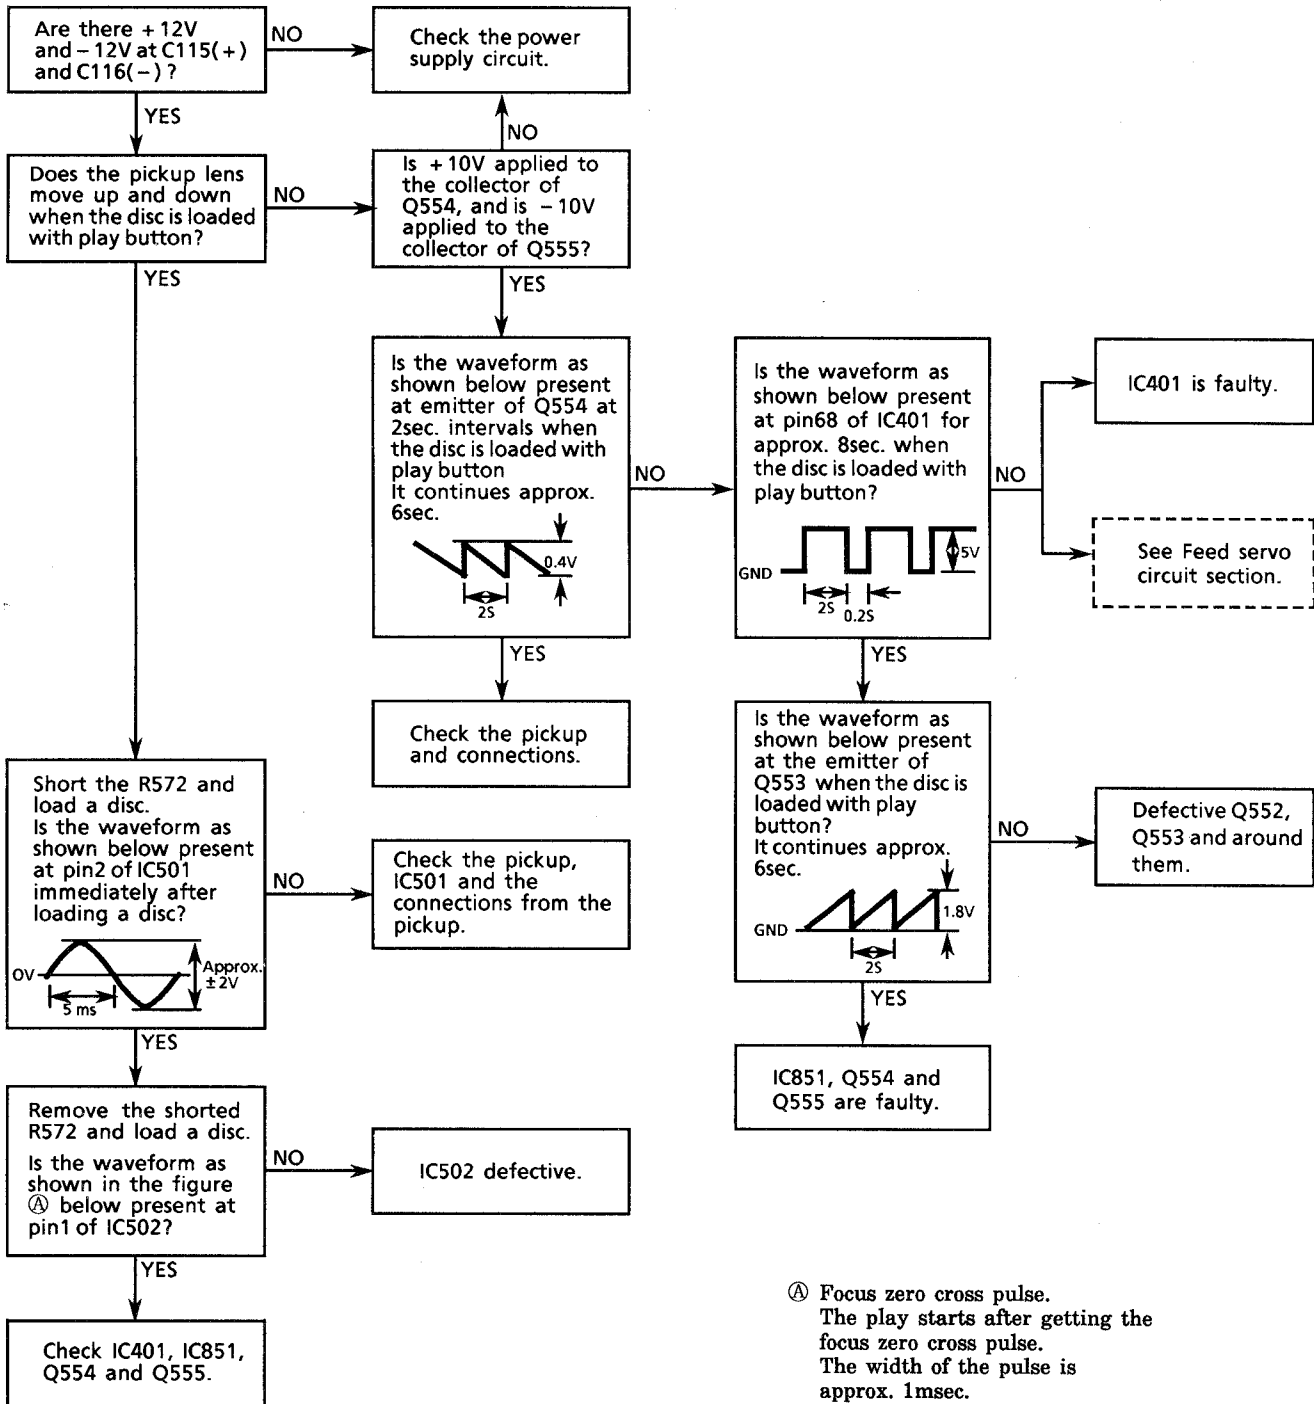 Are there +12V
and -12V at C115(+)
and C116(-)?
NO
Check the power
supply circuit.
YES
NO
Does the pickup lens
move up and down
when the disc is loaded
with play button?
NO
Is +10V applied to
the collector of
Q554, and is -10V
applied to the
collector of Q555?
YES
YES
Is the waveform as
shown below present
at emitter of Q554 at
2sec. intervals when
the disc is loaded with
play button
It continues approx.
6sec.
0.4V
2S
NO
Is the waveform as
shown below present
at pin68 of IC401 for
approx. 8sec. when
the disc is loaded with
play button?
GND
5V
2S
0.2S
NO
IC401 is faulty.
See Feed servo
circuit section.
YES
YES
Check the pickup
and connections.
Is the waveform as
shown below present
at the emitter of
Q553 when the disc is
loaded with play
button?
It continues approx.
6sec.
GND
1.8V
2S
NO
Defective Q552,
Q553 and around
them.
YES
IC851, Q554 and
Q555 are faulty.
Short the R572 and
load a disc.
Is the waveform as
shown below present
at pin2 of IC501
immediately after
loading a disc?
0V
Approx.
±2V
5 ms
NO
Check the pickup,
IC501 and the
connections from the
pickup.
YES
Remove the shorted
R572 and load a disc.
Is the waveform as
shown in the figure
Ⓐ below present at
pin1 of IC502?
NO
IC502 defective.
YES
Check IC401, IC851,
Q554 and Q555.
Ⓐ Focus zero cross pulse.
The play starts after getting the
focus zero cross pulse.
The width of the pulse is
approx. 1msec.